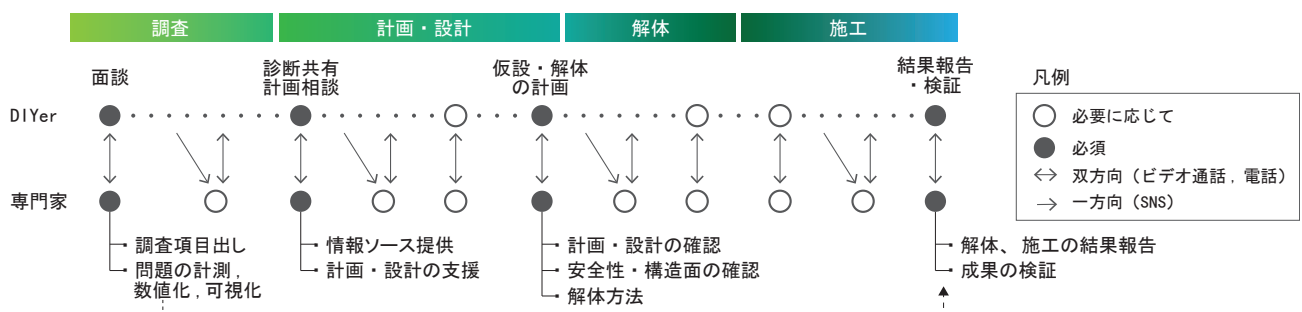 調査
計画・設計
解体
施工
面談
診断共有
計画相談
仮設・解体
の計画
結果報告
・検証
DIYer
専門家
調査項目出し
問題の計測,
数値化,可視化
情報ソース提供
計画・設計の支援
計画・設計の確認
安全性・構造面の確認
解体方法
解体、施工の結果報告
成果の検証
凡例
必要に応じて
必須
双方向（ビデオ通話, 電話）
一方向（SNS）